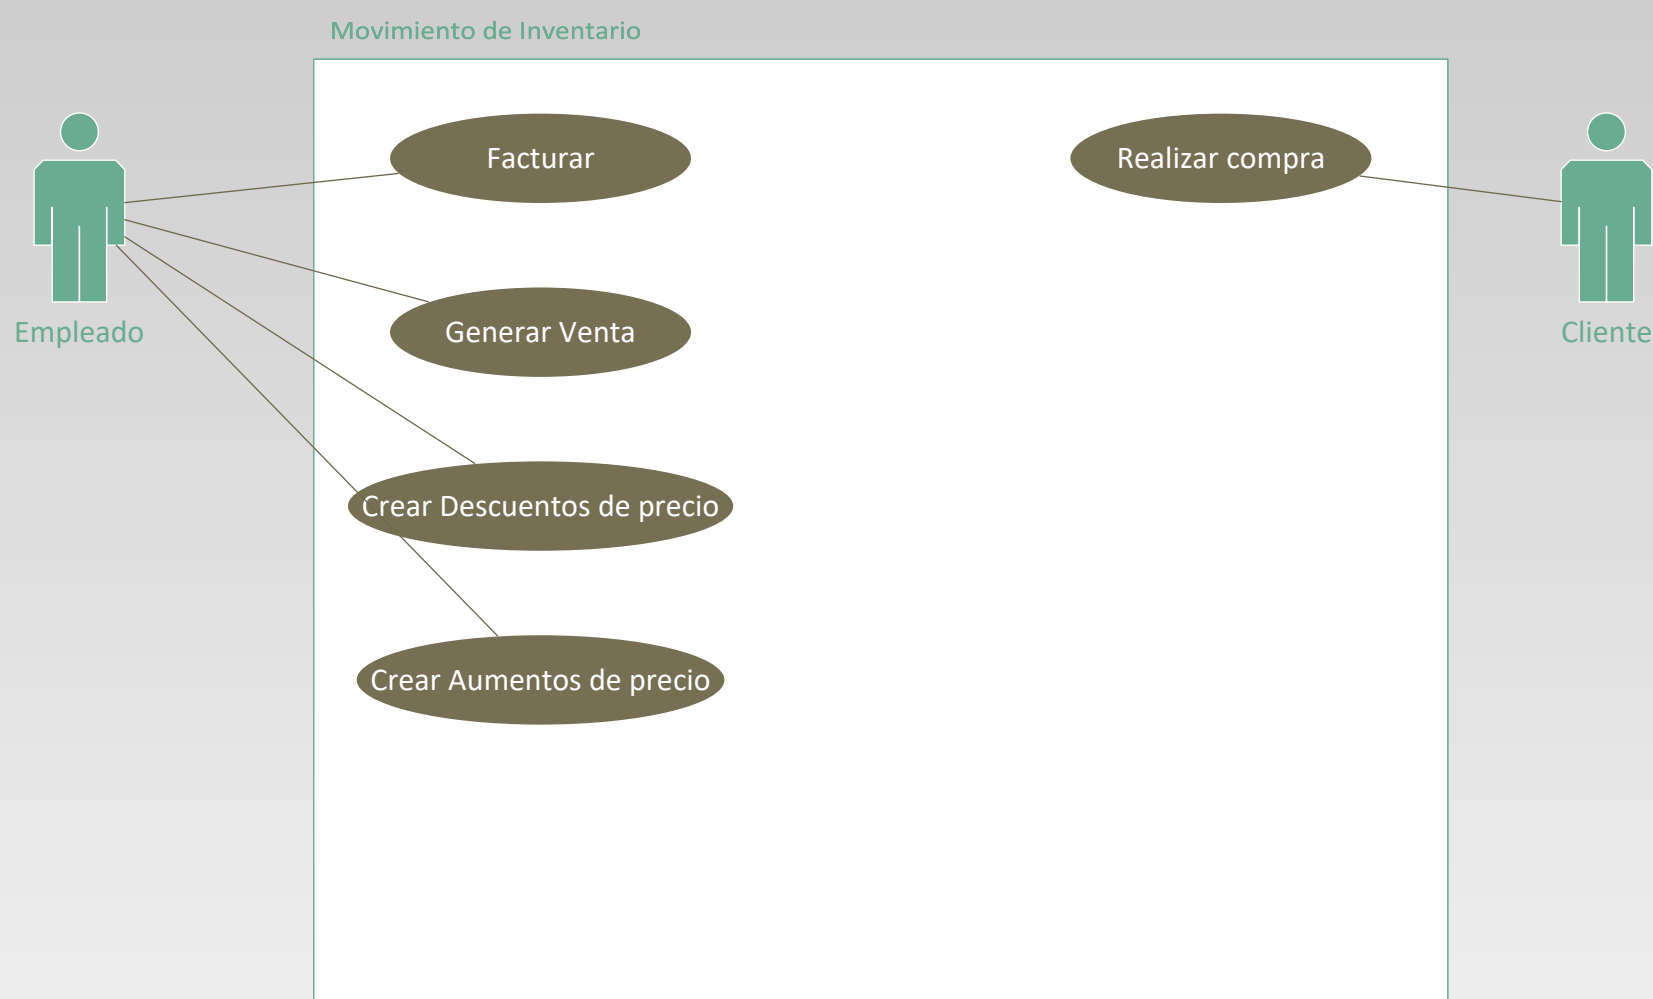 Movimiento de Inventario
Facturar
Realizar compra
Generar Venta
Empleado
Cliente
Crear Descuentos de precio
Crear Aumentos de precio